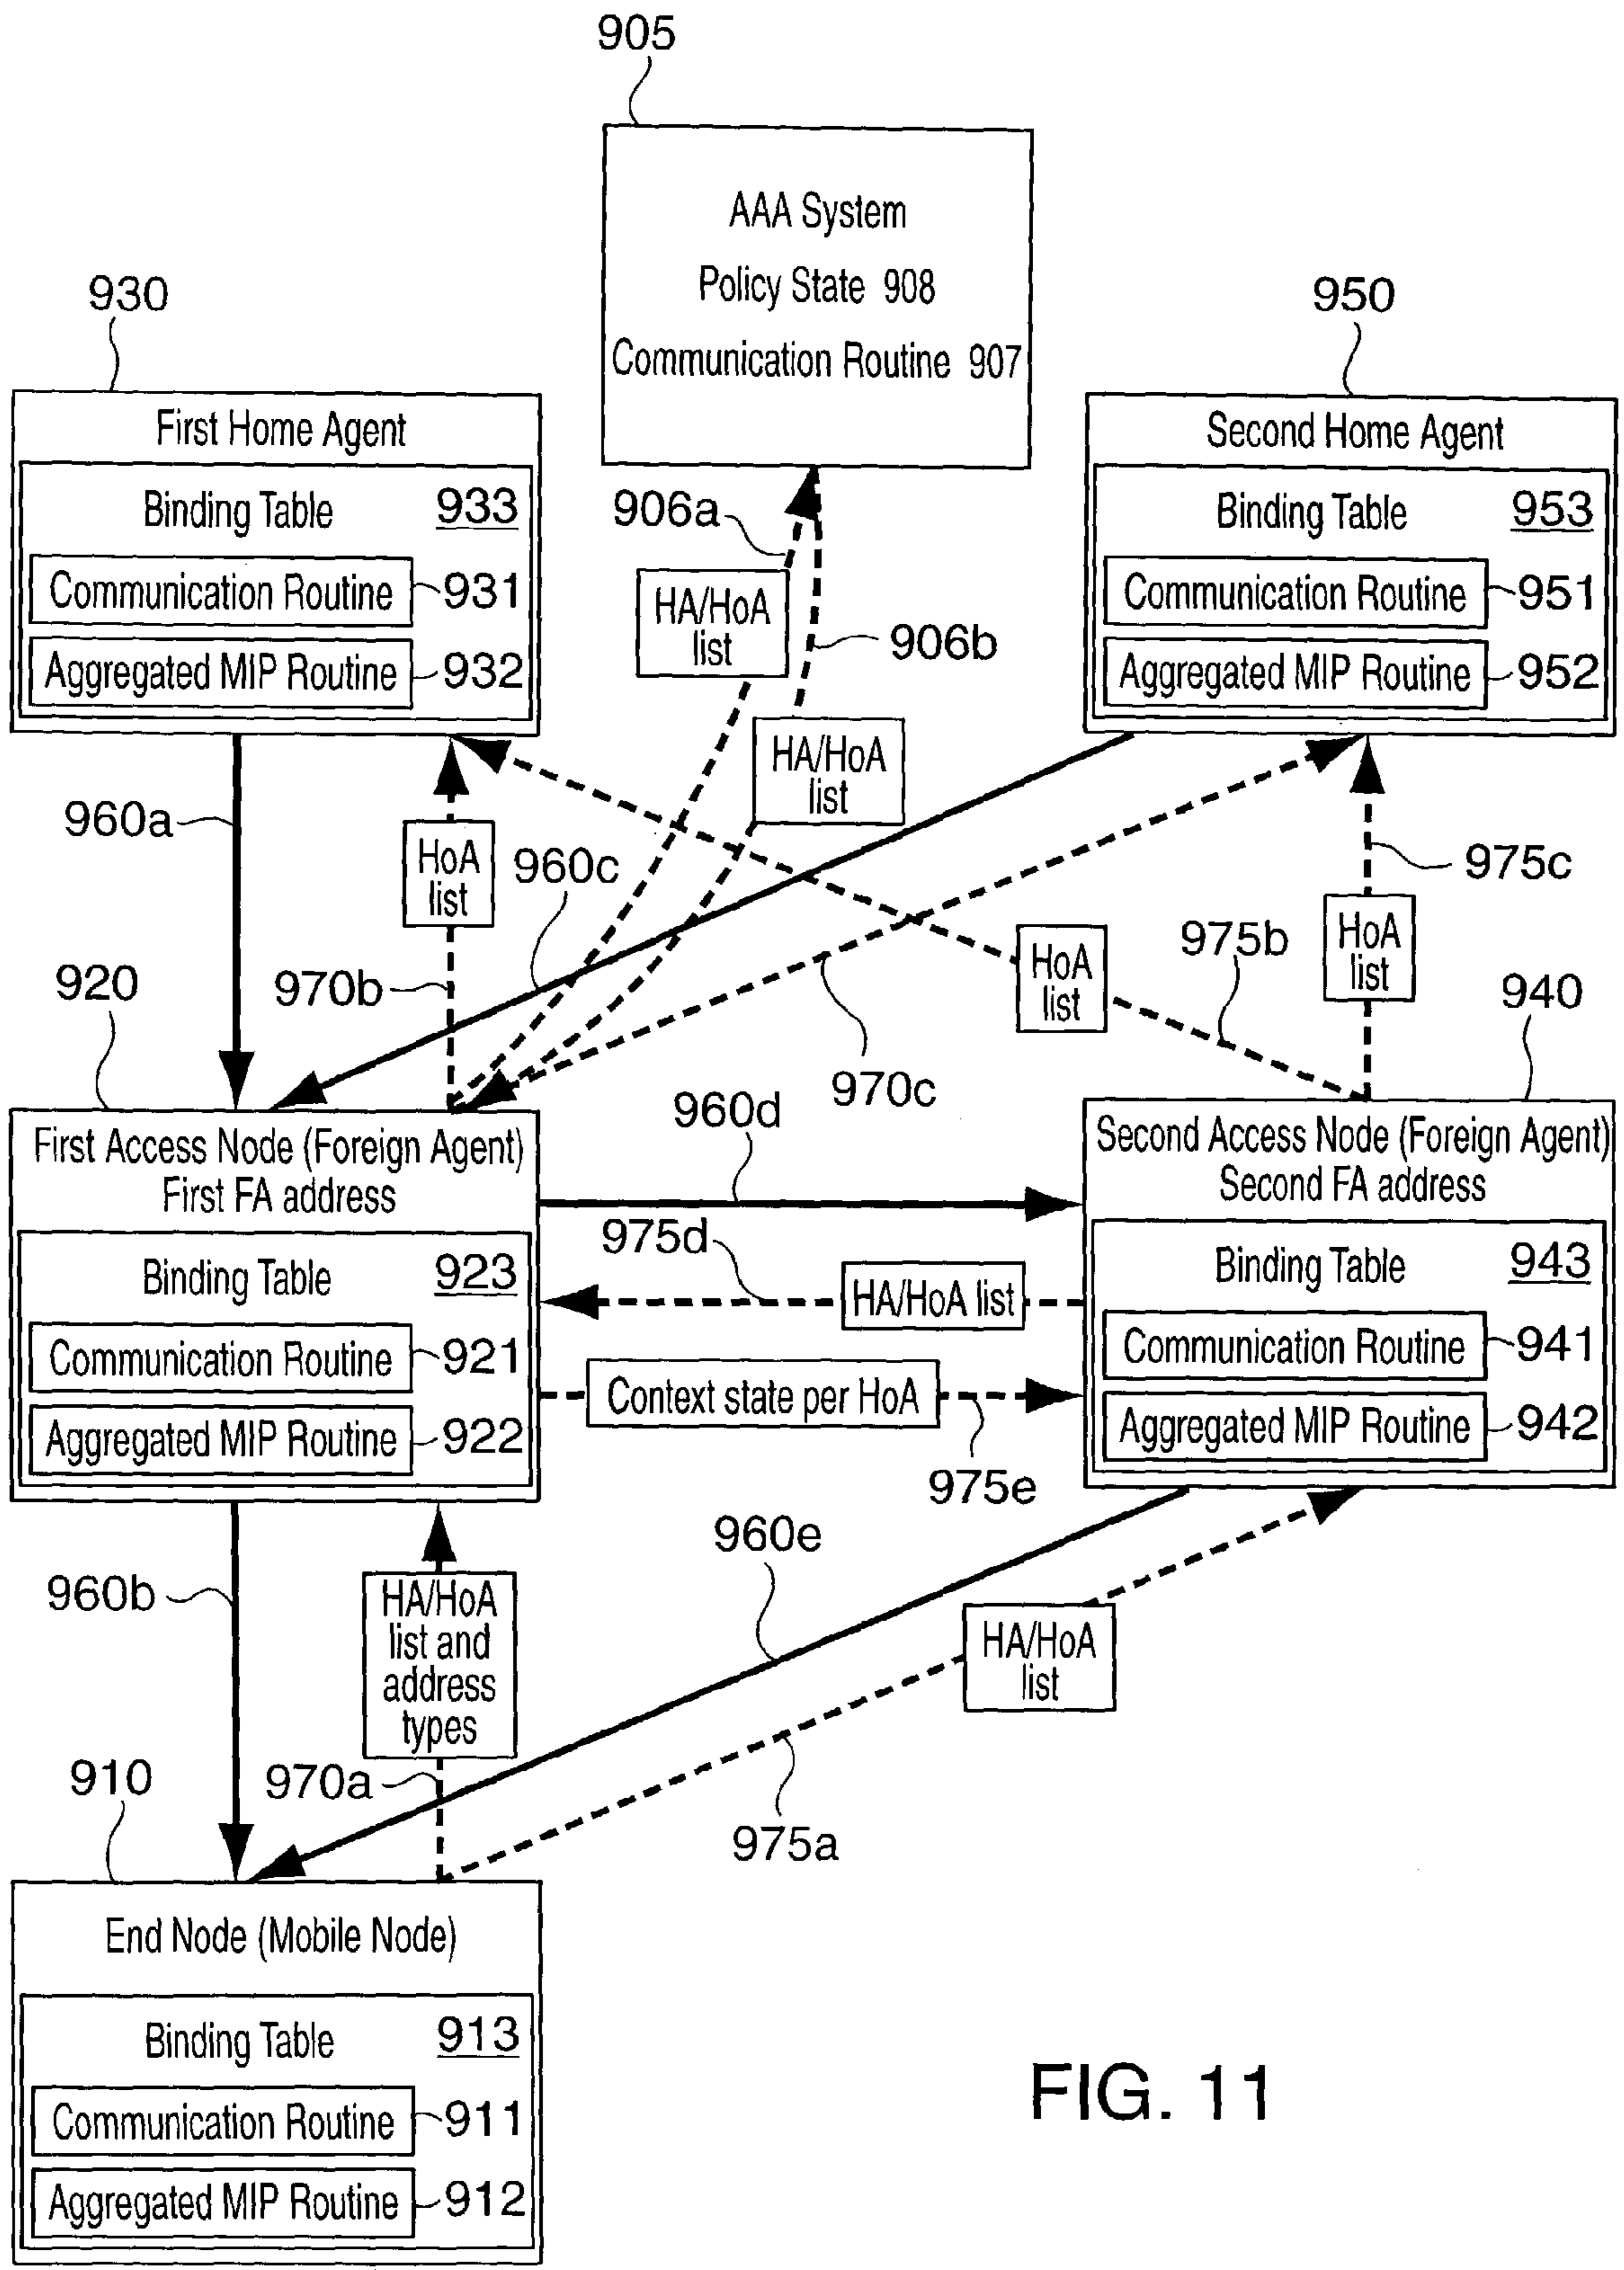 905
AAA System
Policy State 908
Communication Routine 907
930
First Home Agent
Binding Table 933
Communication Routine 931
Aggregated MIP Routine 932
950
Second Home Agent
Binding Table 953
Communication Routine 951
Aggregated MIP Routine 952
906a
HA/HoA
list
906b
HA/HoA
list
960a
HoA
list
960c
970b
970c
HoA
list
975b
HoA
list
975c
920
First Access Node (Foreign Agent)
First FA address
Binding Table 923
Communication Routine 921
Aggregated MIP Routine 922
960d
975d
HA/HoA list
Context state per HoA
975e
940
Second Access Node (Foreign Agent)
Second FA address
Binding Table 943
Communication Routine 941
Aggregated MIP Routine 942
960b
HA/HoA
list and
address
types
970a
960e
HA/HoA
list
975a
910
End Node (Mobile Node)
Binding Table 913
Communication Routine 911
Aggregated MIP Routine 912
FIG. 11